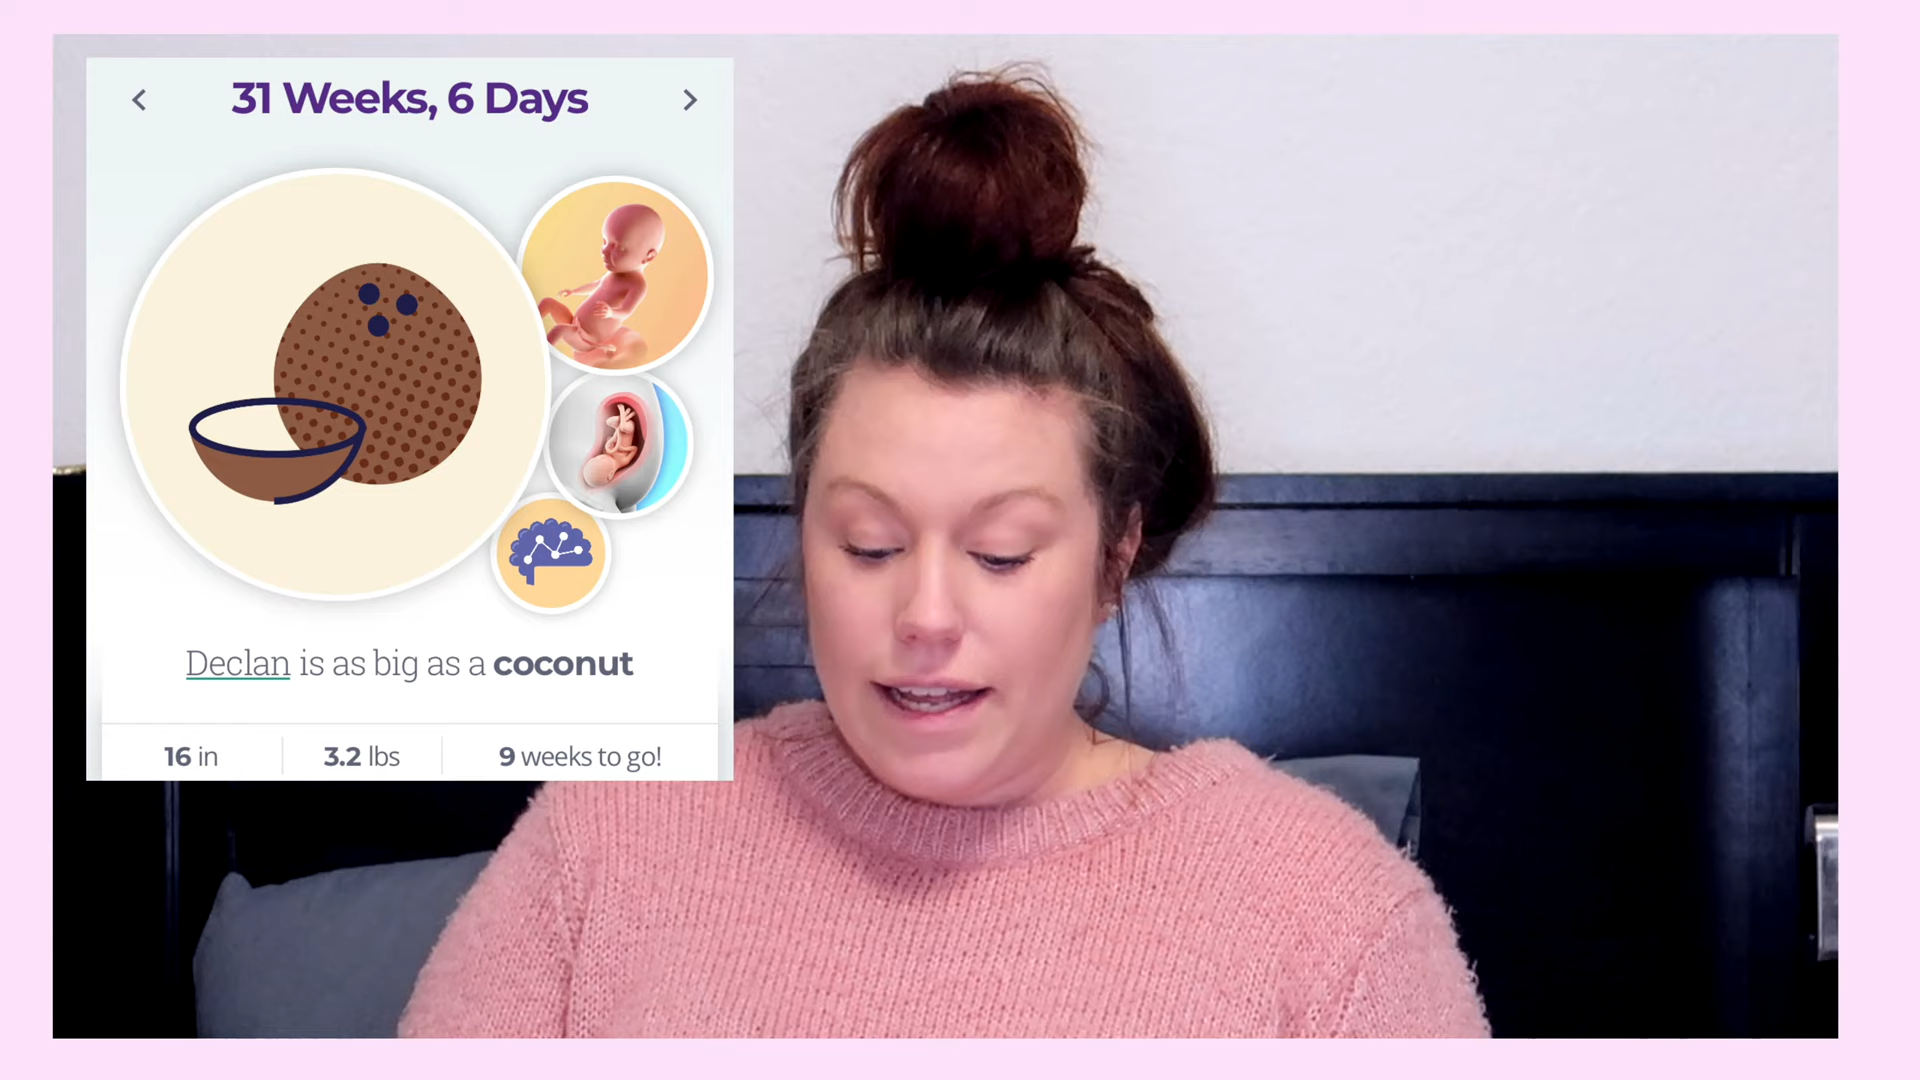 31 Weeks, 6 Days
Declan is as big as a coconut
16 in
3.2 lbs
9 weeks to go!